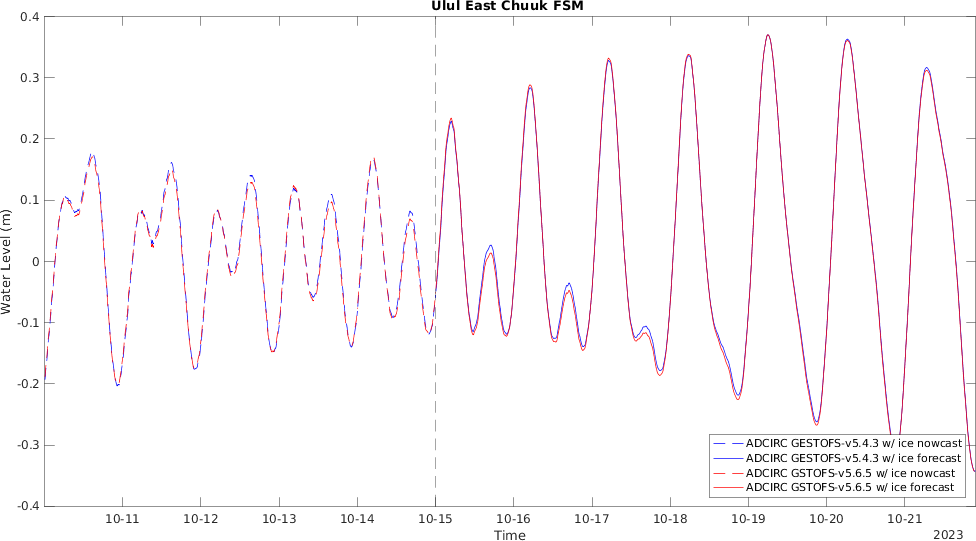 Ulul East Chuuk FSM
0.4
0.3
0.2
0.1
0
-0.1
-0.2
-0.3
-0.4
Water Level (m)
ADCIRC GESTOFS-v5.4.3 w/ ice nowcast
ADCIRC GESTOFS-v5.4.3 w/ ice forecast
ADCIRC GSTOFS-v5.6.5 w/ ice nowcast
ADCIRC GSTOFS-v5.6.5 w/ ice forecast
10-11 10-12 10-13 10-14 10-15 10-16 10-17 10-18 10-19 10-20 10-21
Time
2023